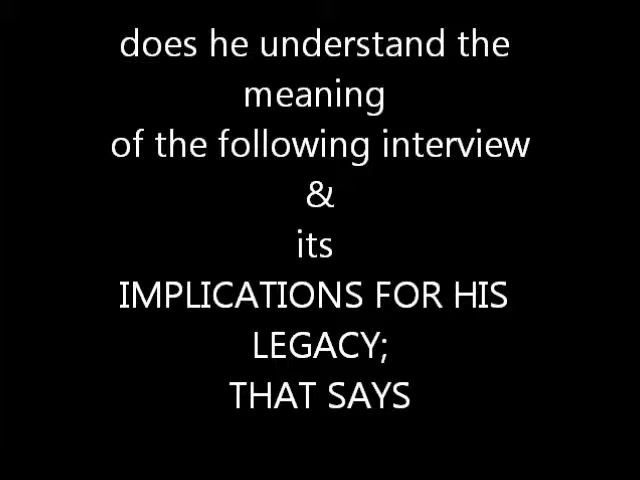 does he understand the
meaning
of the following interview
&
its
IMPLICATIONS FOR HIS
LEGACY;
THAT SAYS